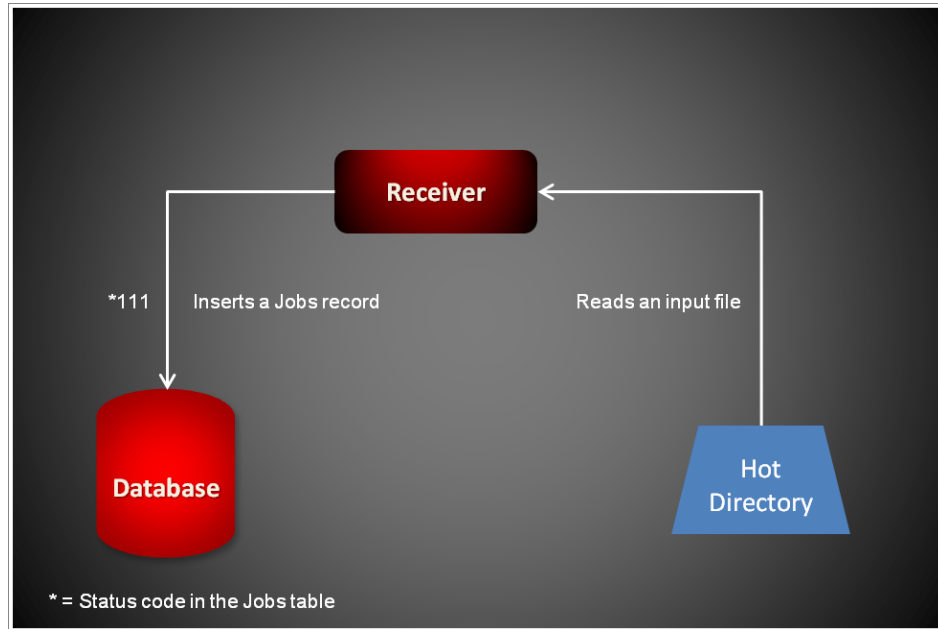 Receiver
*111
Inserts a Jobs record
Reads an input file
Database
Hot
Directory
* = Status code in the Jobs table